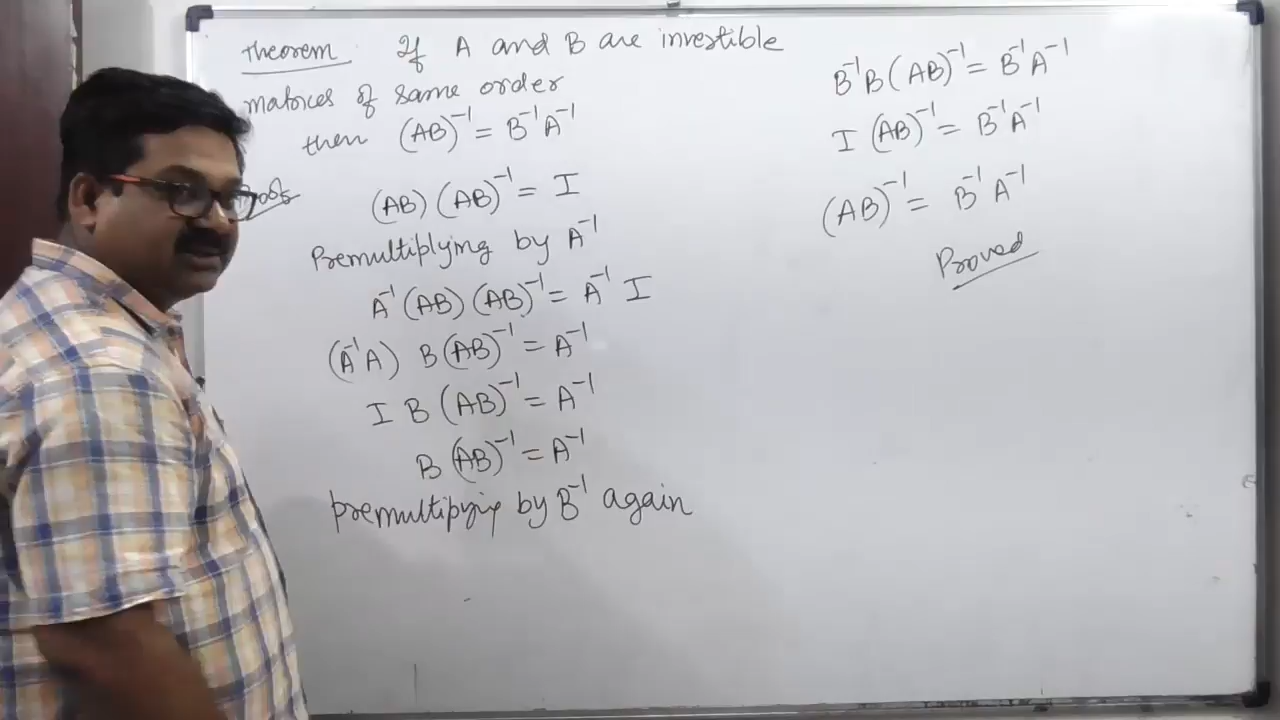 Theorem. If A and B are investible
matrices of same order
then (AB)⁻¹ = B⁻¹A⁻¹
(AB) (AB)⁻¹ = I
Premultiplying by A⁻¹
A⁻¹ (AB) (AB)⁻¹ = A⁻¹ I
(A⁻¹A) B(AB)⁻¹ = A⁻¹
I B (AB)⁻¹ = A⁻¹
B (AB)⁻¹ = A⁻¹
premultipying by B⁻¹ again
B⁻¹B (AB)⁻¹ = B⁻¹A⁻¹
I (AB)⁻¹ = B⁻¹A⁻¹
(AB)⁻¹ = B⁻¹ A⁻¹
Proved